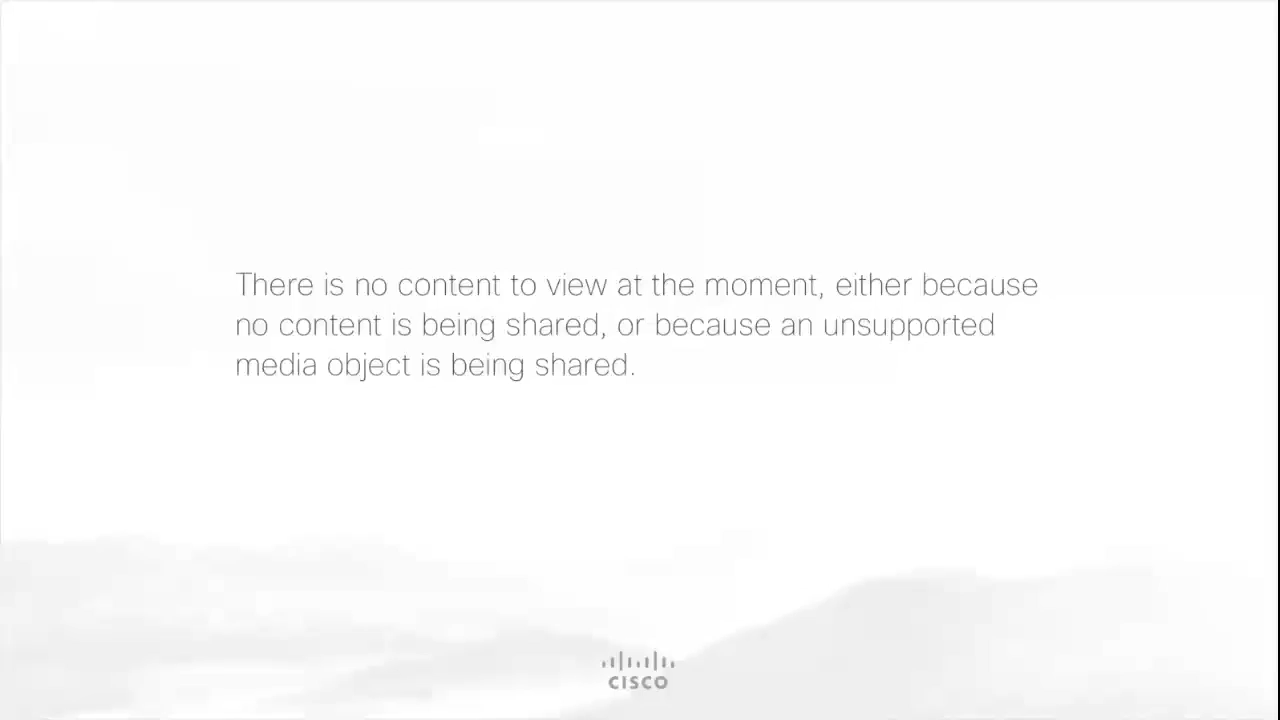 There is no content to view at the moment, either because
no content is being shared, or because an unsupported
media object is being shared.
CISCO